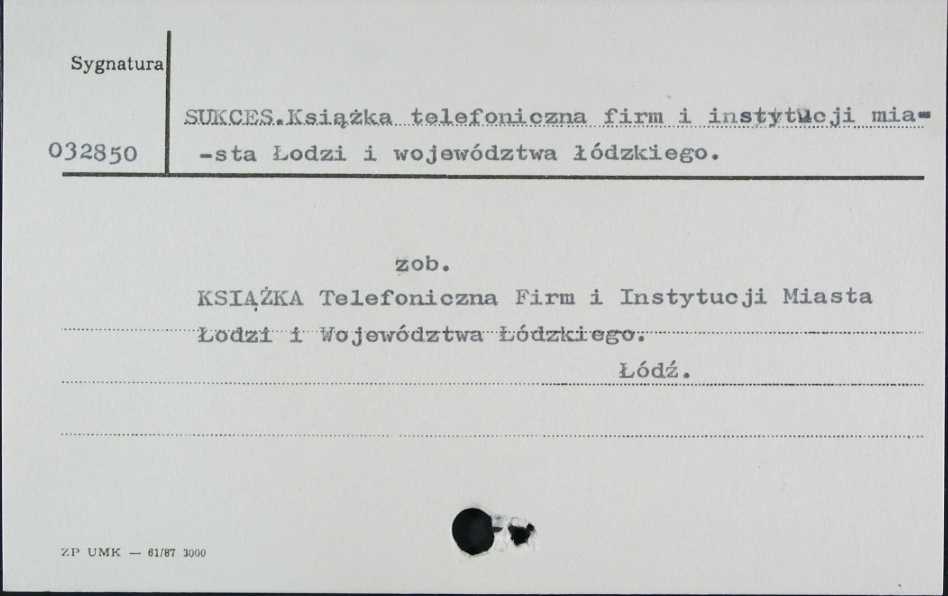 Sygnatura
SUKCES.Książka telefoniczna firm i instytucji mia-
032850 -sta Łodzi i województwa łódzkiego.
zob.
KSIĄŻKA Telefoniczna Firm i Instytucji Miasta
Łodzi i Województwa Łódzkiego.
Łódź.
ZP UMK — 61/87 3000